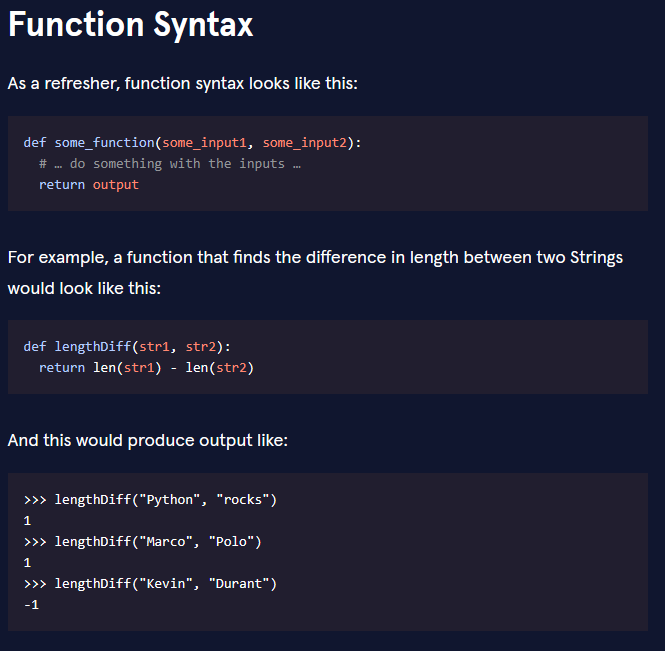 Function Syntax
As a refresher, function syntax looks like this:
def some_function(some_input1, some_input2):
  # … do something with the inputs …
  return output
For example, a function that finds the difference in length between two Strings
would look like this:
def lengthDiff(str1, str2):
  return len(str1) - len(str2)
And this would produce output like:
>>> lengthDiff("Python", "rocks")
1
>>> lengthDiff("Marco", "Polo")
1
>>> lengthDiff("Kevin", "Durant")
-1